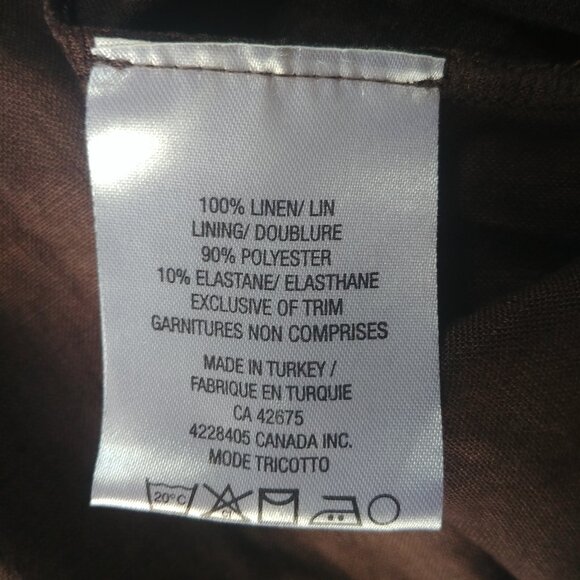 100% LINEN/ LIN
LINING/ DOUBLURE
90% POLYESTER
10% ELASTANE/ ELASTHANE
EXCLUSIVE OF TRIM
GARNITURES NON COMPRISES
MADE IN TURKEY /
FABRIQUE EN TURQUIE
CA 42675
4228405 CANADA INC.
MODE TRICOTTO
20° C Cl